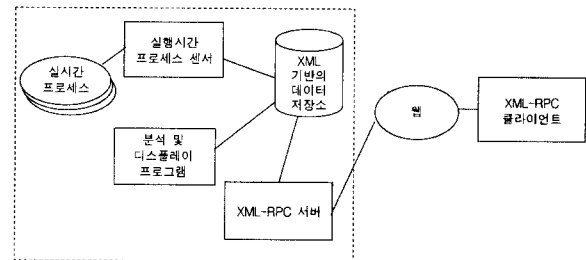 실시간
프로세스
실행시간
프로세스 센서
XML
기반의
데이터
저장소
분석 및
디스플레이
프로그램
XML-RPC 서버
웹
XML-RPC
클라이언트